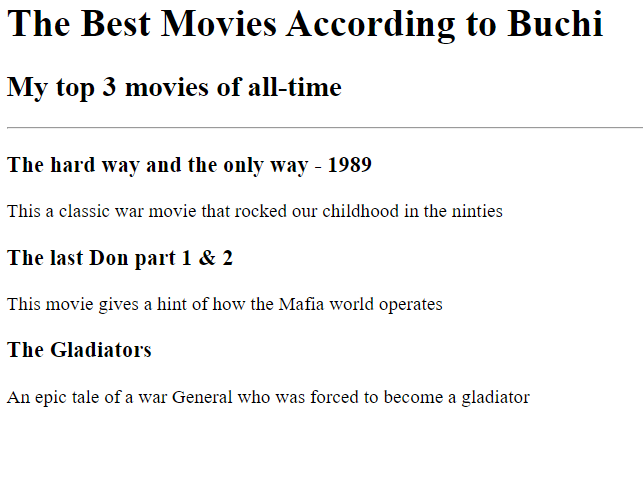 The Best Movies According to Buchi
My top 3 movies of all-time
The hard way and the only way - 1989
This a classic war movie that rocked our childhood in the ninties
The last Don part 1 & 2
This movie gives a hint of how the Mafia world operates
The Gladiators
An epic tale of a war General who was forced to become a gladiator